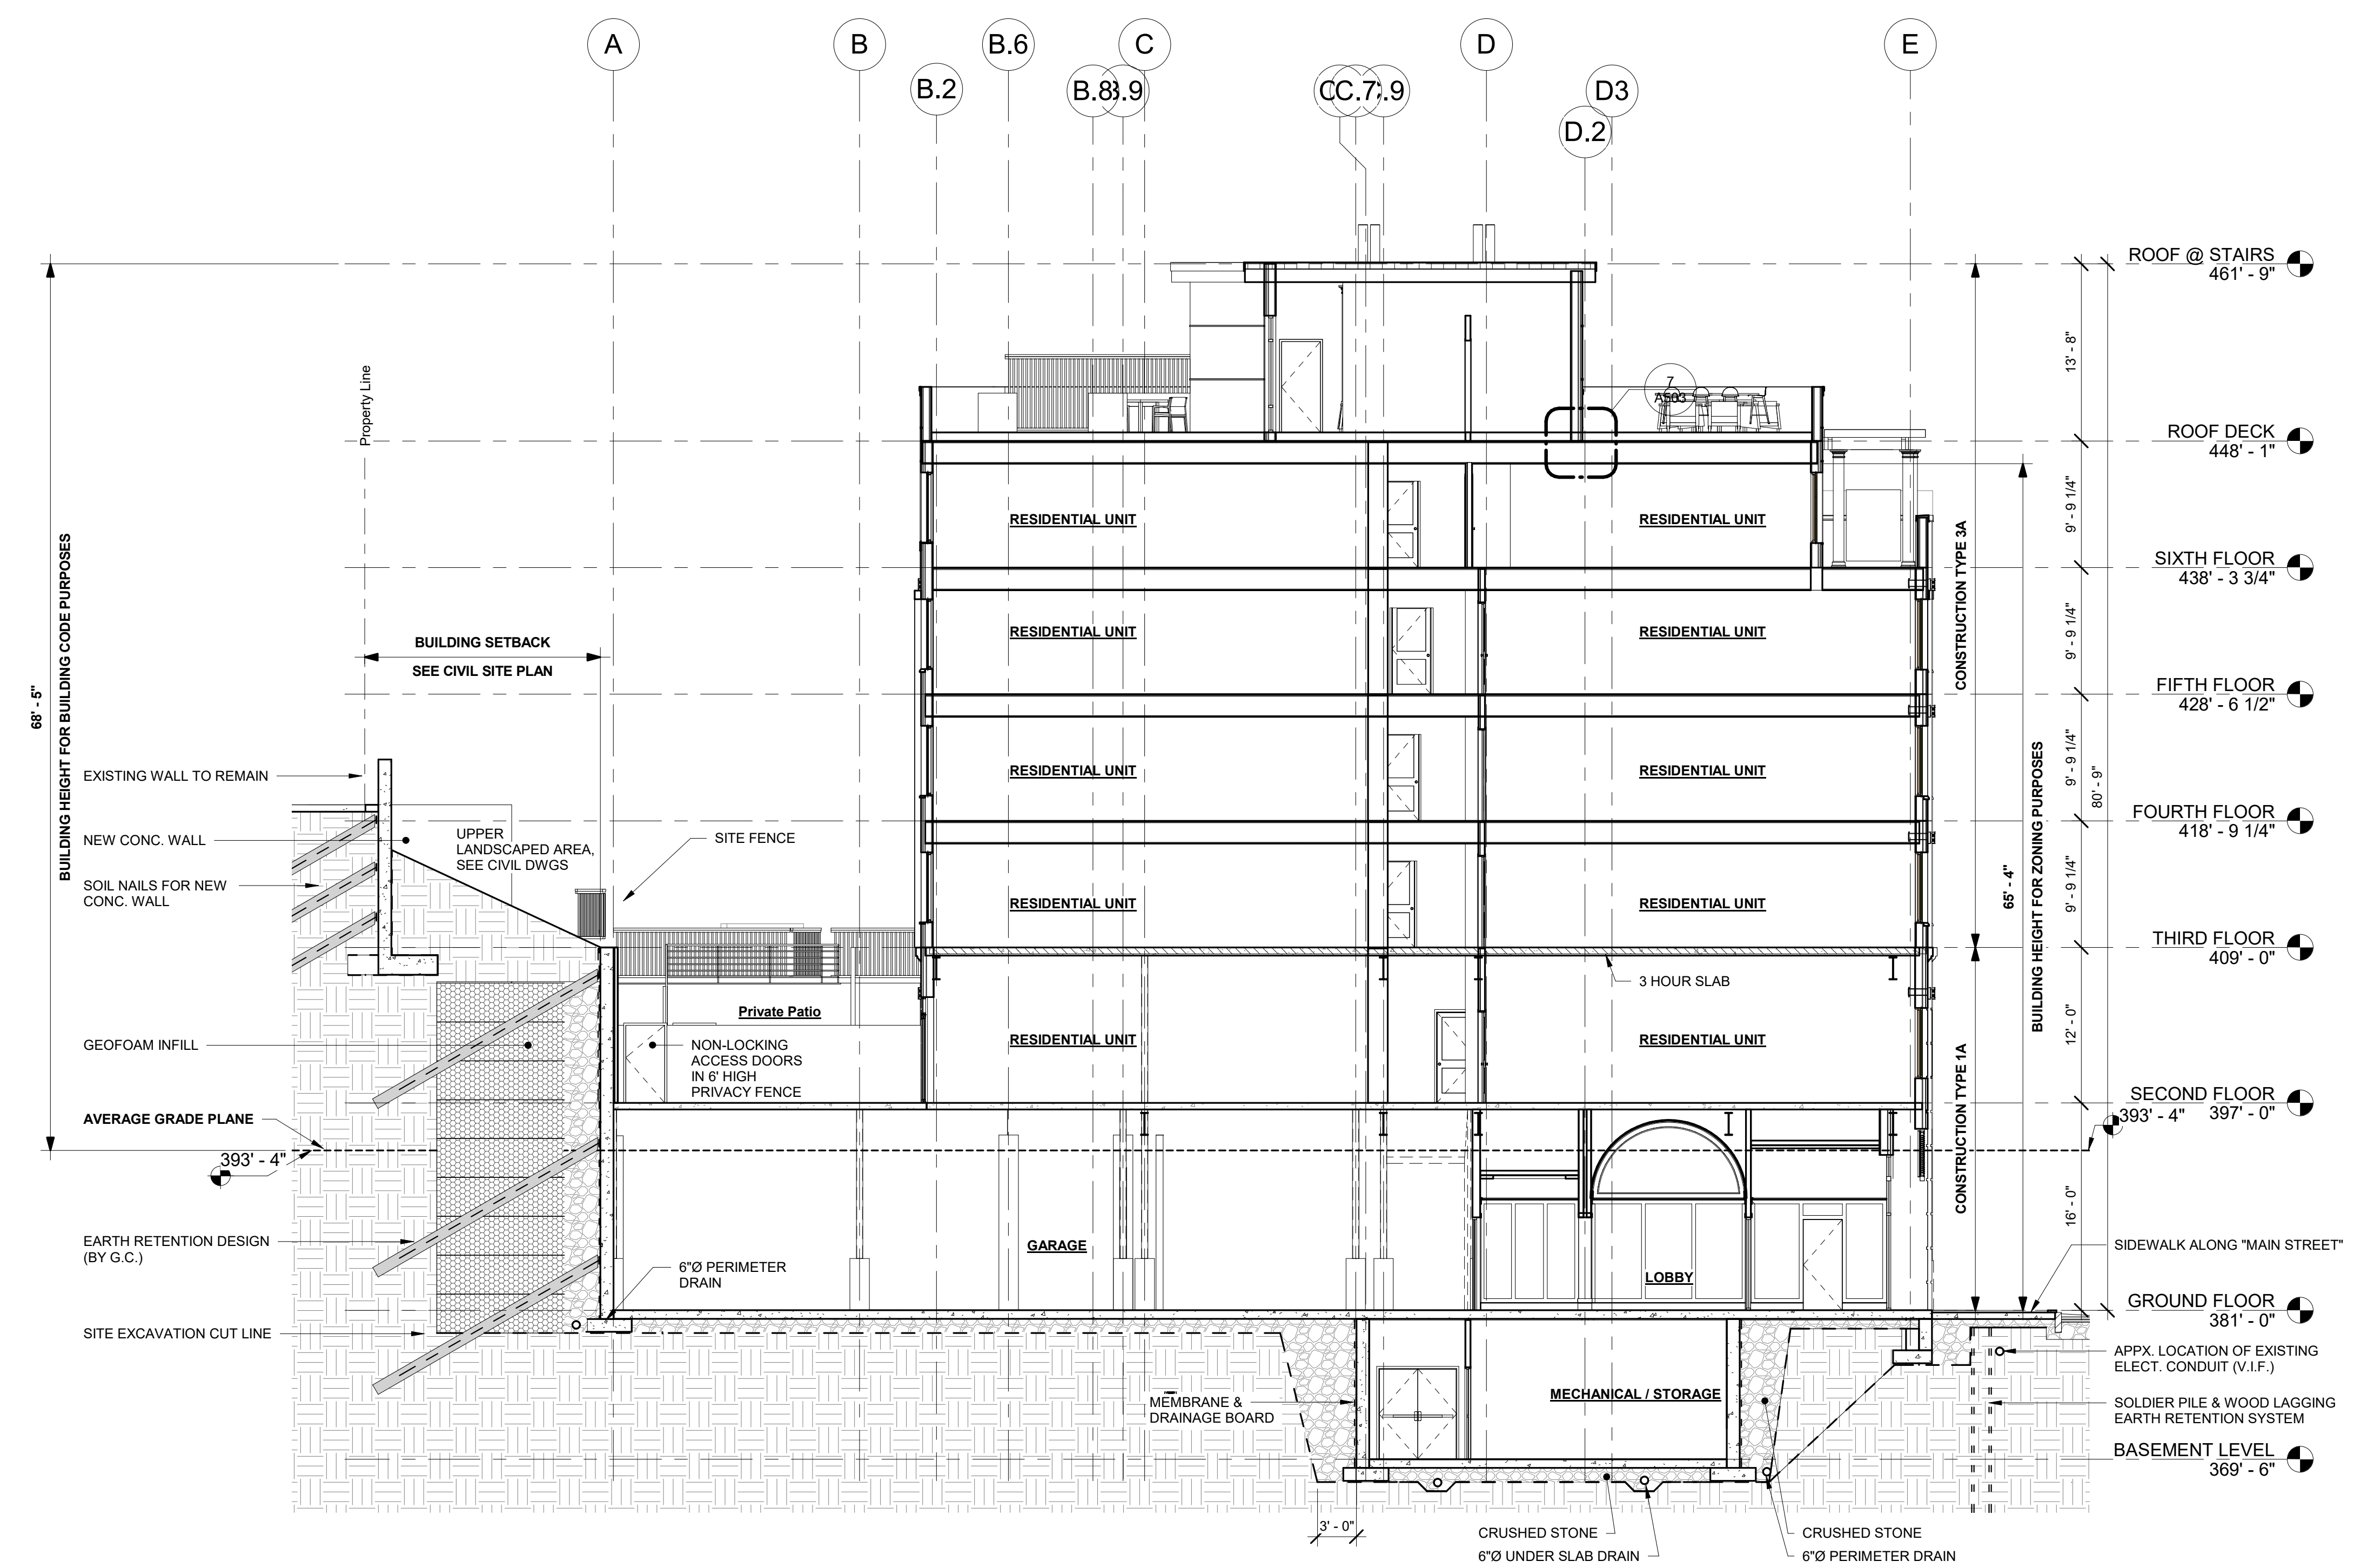 A
B
B.6
C
D
E
B.2
B.8
.9
C.7
.9
D3
D.2
ROOF @ STAIRS
461' - 9"
13' - 8"
Property Line
7
A503
ROOF DECK
448' - 1"
9' - 9 1/4"
RESIDENTIAL UNIT
RESIDENTIAL UNIT
CONSTRUCTION TYPE 3A
SIXTH FLOOR
438' - 3 3/4"
9' - 9 1/4"
RESIDENTIAL UNIT
RESIDENTIAL UNIT
BUILDING SETBACK
SEE CIVIL SITE PLAN
68' - 5"
BUILDING HEIGHT FOR BUILDING CODE PURPOSES
FIFTH FLOOR
428' - 6 1/2"
9' - 9 1/4"
80' - 9"
RESIDENTIAL UNIT
RESIDENTIAL UNIT
EXISTING WALL TO REMAIN
FOURTH FLOOR
418' - 9 1/4"
9' - 9 1/4"
65' - 4"
BUILDING HEIGHT FOR ZONING PURPOSES
NEW CONC. WALL
UPPER
LANDSCAPED AREA,
SEE CIVIL DWGS
SITE FENCE
SOIL NAILS FOR NEW
CONC. WALL
RESIDENTIAL UNIT
RESIDENTIAL UNIT
THIRD FLOOR
409' - 0"
3 HOUR SLAB
12' - 0"
Private Patio
RESIDENTIAL UNIT
RESIDENTIAL UNIT
GEOFOAM INFILL
NON-LOCKING
ACCESS DOORS
IN 6' HIGH
PRIVACY FENCE
CONSTRUCTION TYPE 1A
SECOND FLOOR
397' - 0"
393' - 4"
AVERAGE GRADE PLANE
393' - 4"
16' - 0"
EARTH RETENTION DESIGN
(BY G.C.)
GARAGE
6"Ø PERIMETER
DRAIN
LOBBY
SIDEWALK ALONG "MAIN STREET"
GROUND FLOOR
381' - 0"
SITE EXCAVATION CUT LINE
APPX. LOCATION OF EXISTING
ELECT. CONDUIT (V.I.F.)
MEMBRANE &
DRAINAGE BOARD
MECHANICAL / STORAGE
SOLDIER PILE & WOOD LAGGING
EARTH RETENTION SYSTEM
BASEMENT LEVEL
369' - 6"
3' - 0"
CRUSHED STONE
6"Ø UNDER SLAB DRAIN
CRUSHED STONE
6"Ø PERIMETER DRAIN